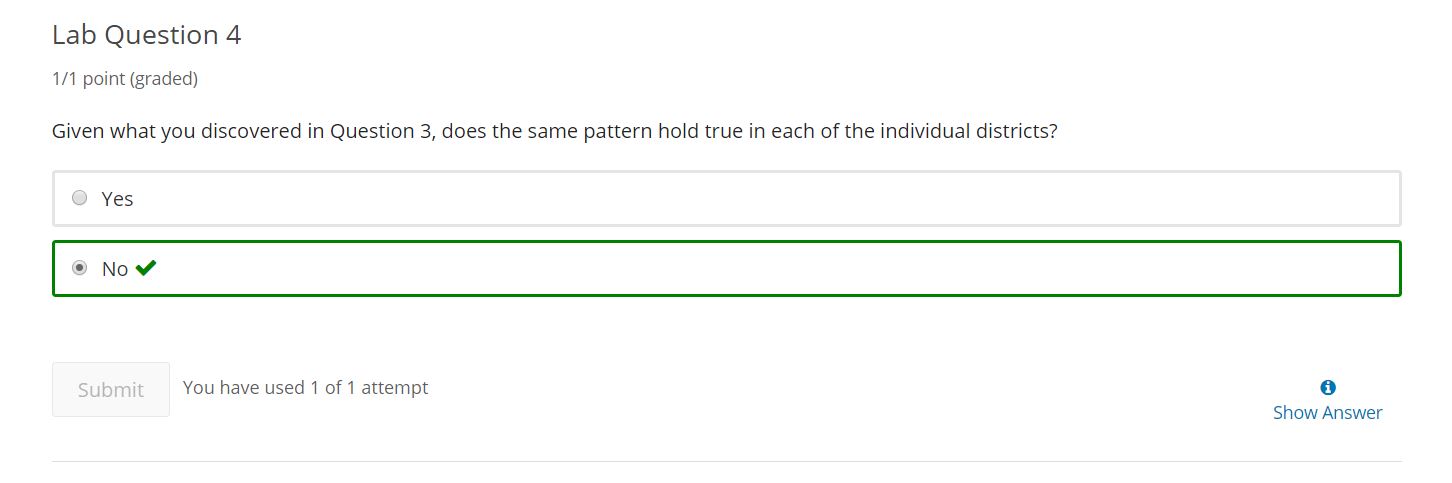 Lab Question 4
1/1 point (graded)
Given what you discovered in Question 3, does the same pattern hold true in each of the individual districts?
Yes
No
Submit
You have used 1 of 1 attempt
Show Answer